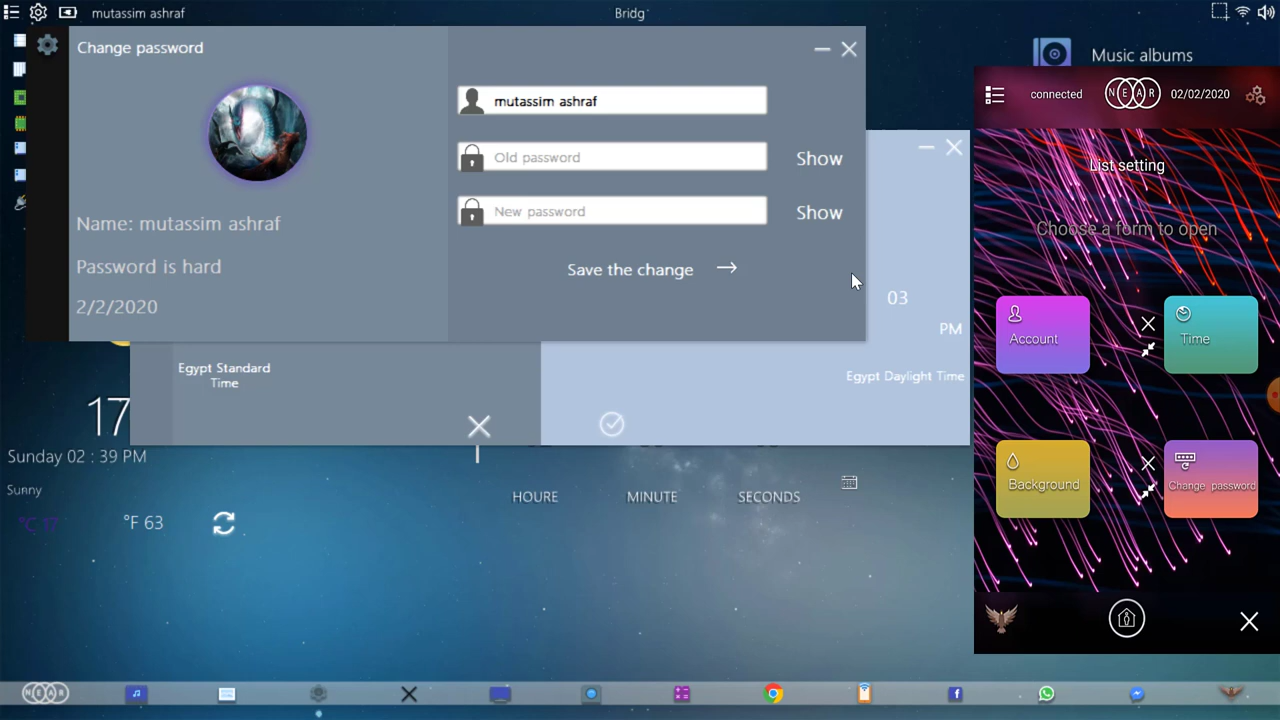 mutassim ashraf
Bridg
Change password
mutassim ashraf
Old password
Show
New password
Show
Save the change
Name: mutassim ashraf
Password is hard
2/2/2020
03
PM
Egypt Standard
Time
Egypt Daylight Time
17
Sunday 02 : 39 PM
Sunny
°C 17
°F 63
HOURE
MINUTE
SECONDS
Music albums
connected
NEAR
02/02/2020
List setting
Choose a form to open
Account
Time
Background
Change password
NEAR